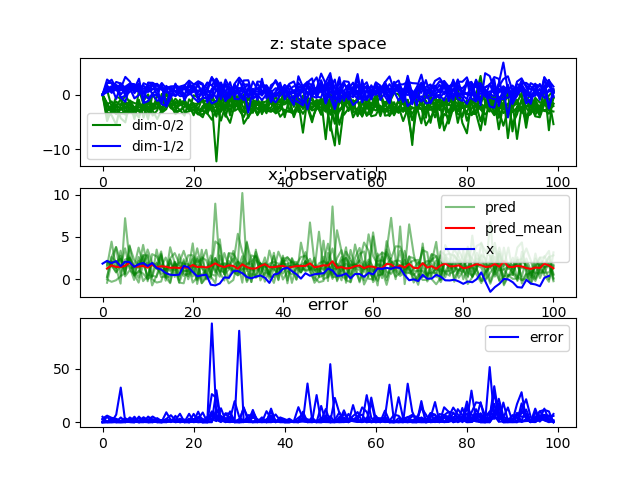 z: state space
0
−10
dim-0/2
dim-1/2
0 20 40 60 80 100
x: observation
10
5
0
pred
pred_mean
x
0 20 40 60 80 100
error
50
0
error
0 20 40 60 80 100